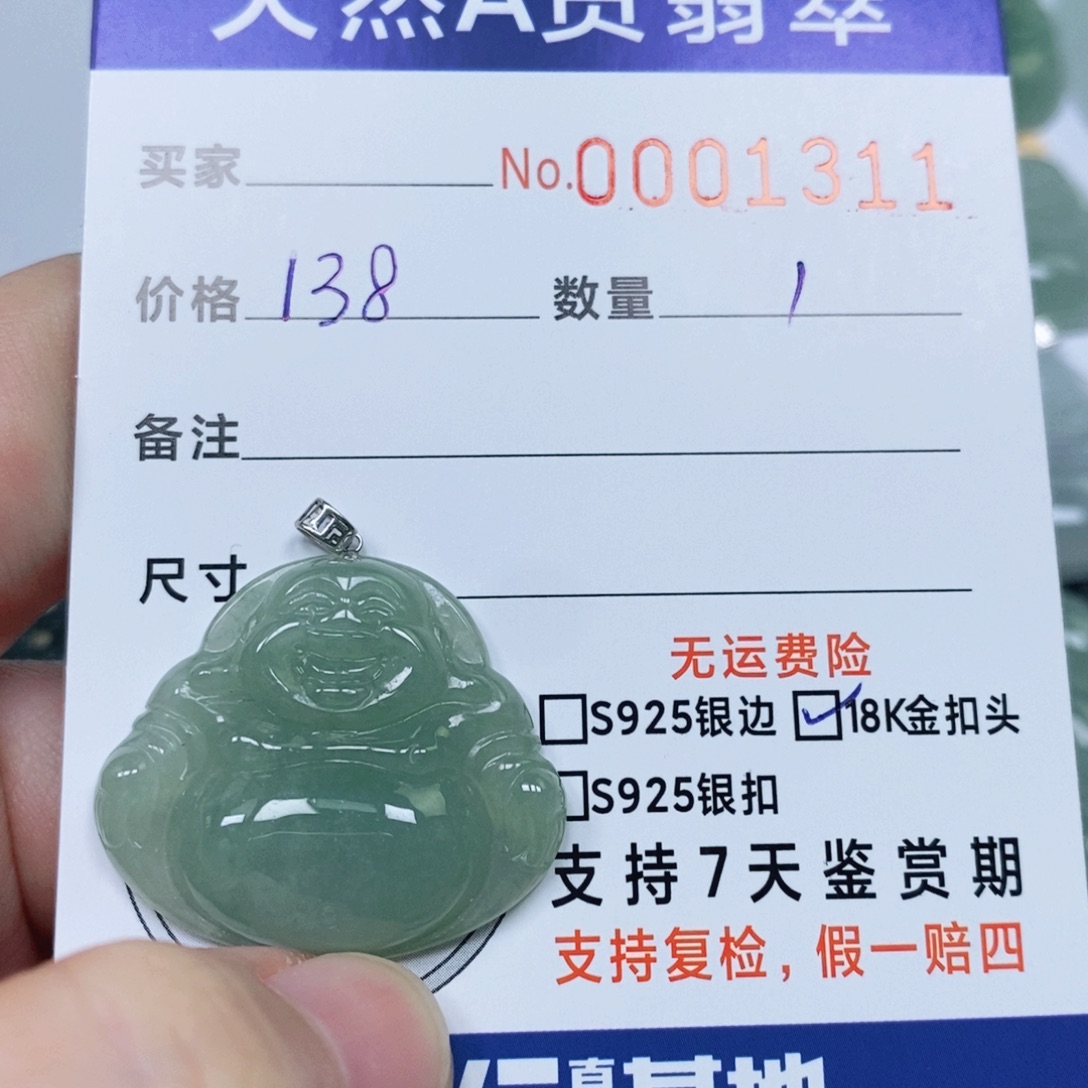 天然A货翡翠
买家 No.0001311
价格 138 数量 1
备注
尺寸
无运费险
□S925银边 ☑18K金扣头
□S925银扣
支持7天鉴赏期
支持复检，假一赔四
基地